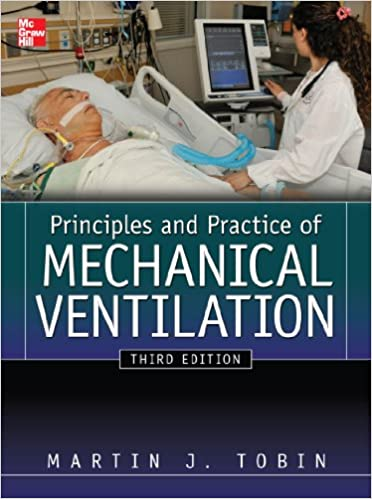 Mc
Graw
Hill
Principles and Practice of
MECHANICAL
VENTILATION
THIRD EDITION
MARTIN J. TOBIN